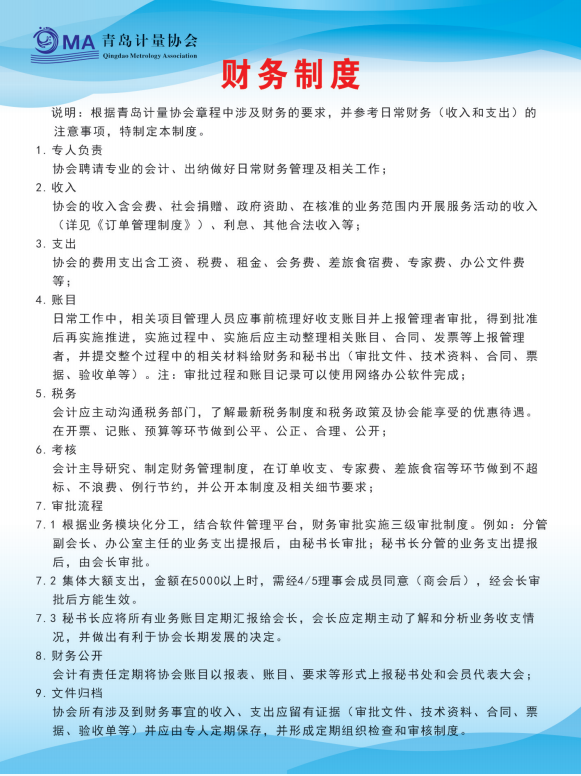 QMA 青岛计量协会
Qingdao Metrology Association
财务制度
说明：根据青岛计量协会章程中涉及财务的要求，并参考日常财务（收入和支出）的
注意事项，特制定本制度。
1. 专人负责
协会聘请专业的会计、出纳做好日常财务管理及相关工作；
2. 收入
协会的收入含会费、社会捐赠、政府资助、在核准的业务范围内开展服务活动的收入
（详见《订单管理制度》）、利息、其他合法收入等；
3. 支出
协会的费用支出含工资、税费、租金、会务费、差旅食宿费、专家费、办公文件费
等；
4. 账目
日常工作中，相关项目管理人员应事前梳理好收支账目并上报管理者审批，得到批准
后再实施推进，实施过程中、实施后应主动整理相关账目、合同、发票等上报管理
者，并提交整个过程中的相关材料给财务和秘书出（审批文件、技术资料、合同、票
据、验收单等）。注：审批过程和账目记录可以使用网络办公软件完成；
5. 税务
会计应主动沟通税务部门，了解最新税务制度和税务政策及协会能享受的优惠待遇。
在开票、记账、预算等环节做到公平、公正、合理、公开；
6. 考核
会计主导研究、制定财务管理制度，在订单收支、专家费、差旅食宿等环节做到不超
标、不浪费、例行节约，并公开本制度及相关细节要求；
7. 审批流程
7.1 根据业务模块化分工，结合软件管理平台，财务审批实施三级审批制度。例如：分管
副会长、办公室主任的业务支出提报后，由秘书长审批；秘书长分管的业务支出提报
后，由会长审批。
7.2 集体大额支出，金额在5000以上时，需经4/5理事会成员同意（商会后），经会长审
批后方能生效。
7.3 秘书长应将所有业务账目定期汇报给会长，会长应定期主动了解和分析业务收支情
况，并做出有利于协会长期发展的决定。
8. 财务公开
会计有责任定期将协会账目以报表、账目、要求等形式上报秘书处和会员代表大会；
9. 文件归档
协会所有涉及到财务事宜的收入、支出应留有证据（审批文件、技术资料、合同、票
据、验收单等）并应由专人定期保存，并形成定期组织检查和审核制度。